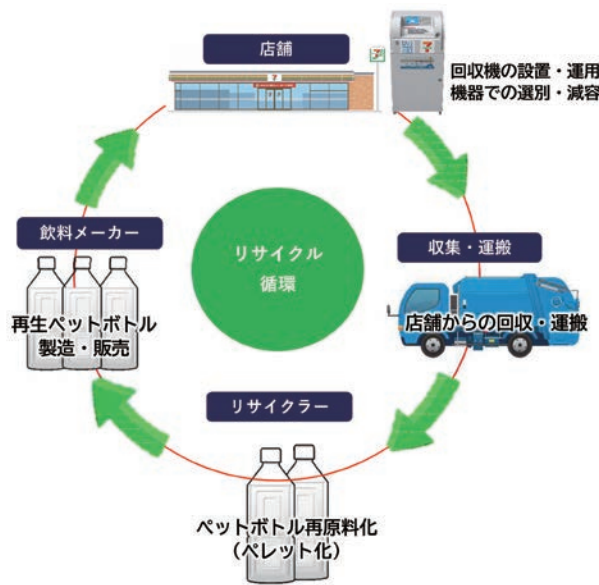 店舗
7
回収機の設置・運用
機器での選別・減容
飲料メーカー
再生ペットボトル
製造・販売
リサイクル
循環
収集・運搬
店舗からの回収・運搬
リサイクラー
ペットボトル再原料化
（ペレット化）